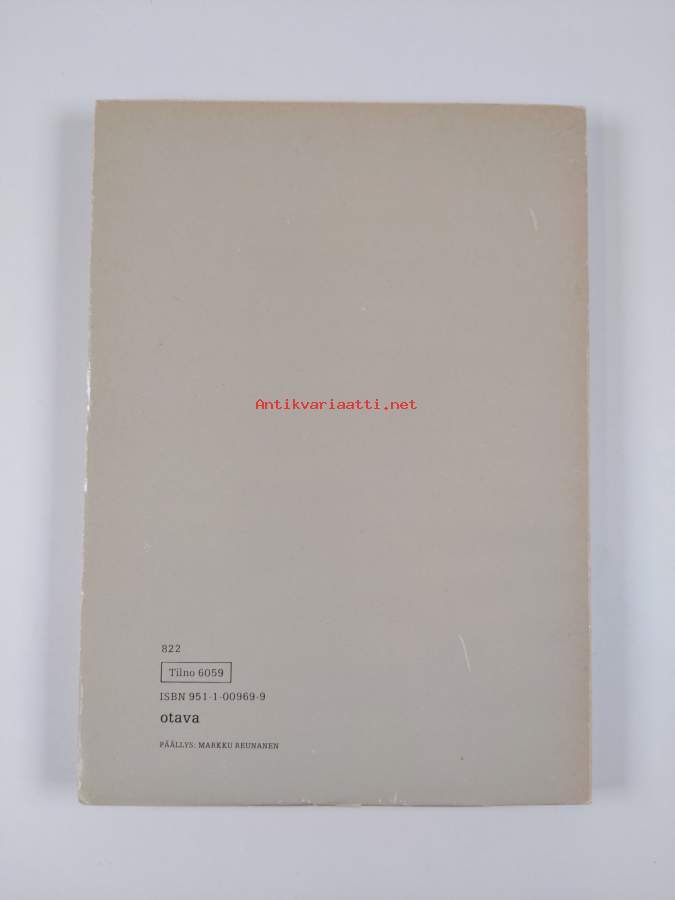 Antikvariaatti.net
822
Tilno 6059
ISBN 951-1-00969-9
otava
PÄÄLLYS: MARKKU REUNANEN